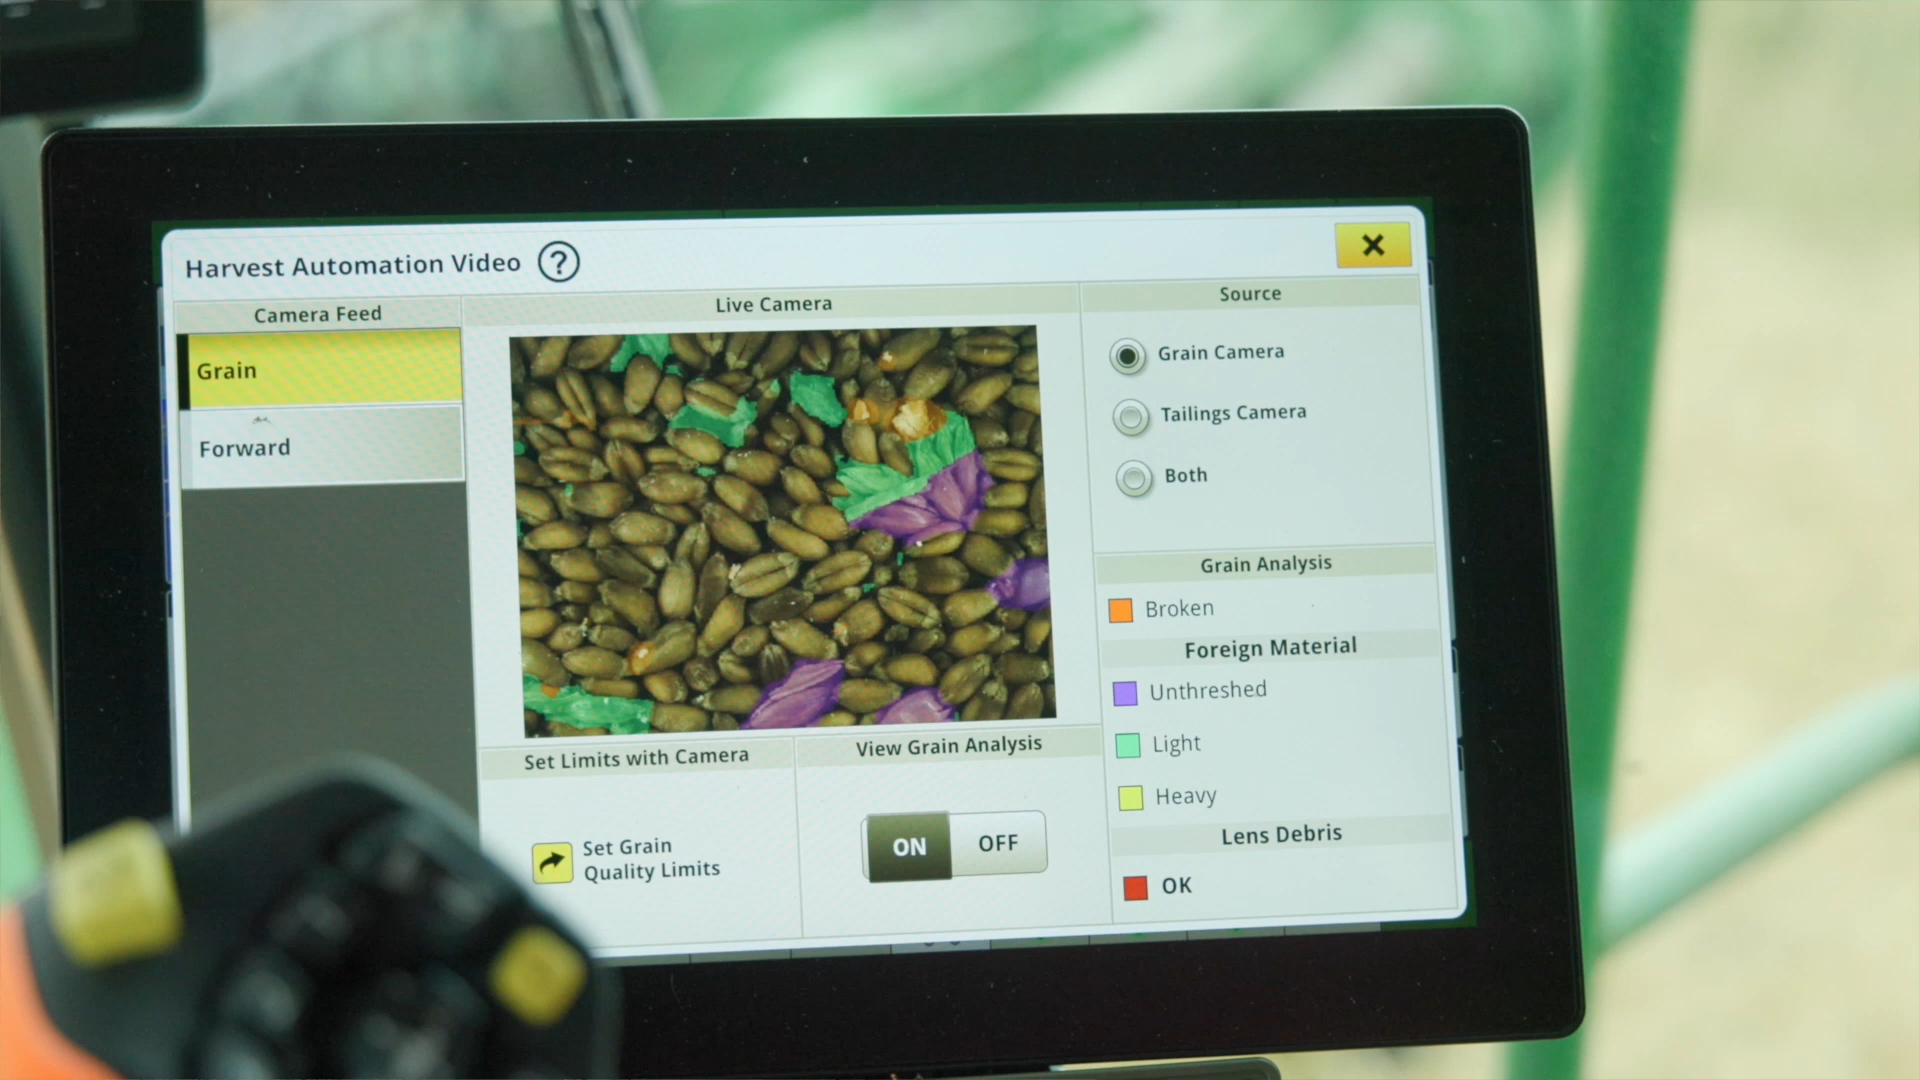 Harvest Automation Video ?
Camera Feed
Grain
Forward
Live Camera
Source
Grain Camera
Tailings Camera
Both
Grain Analysis
Broken
Foreign Material
Unthreshed
Light
Heavy
Lens Debris
OK
Set Limits with Camera
Set Grain
Quality Limits
View Grain Analysis
ON OFF